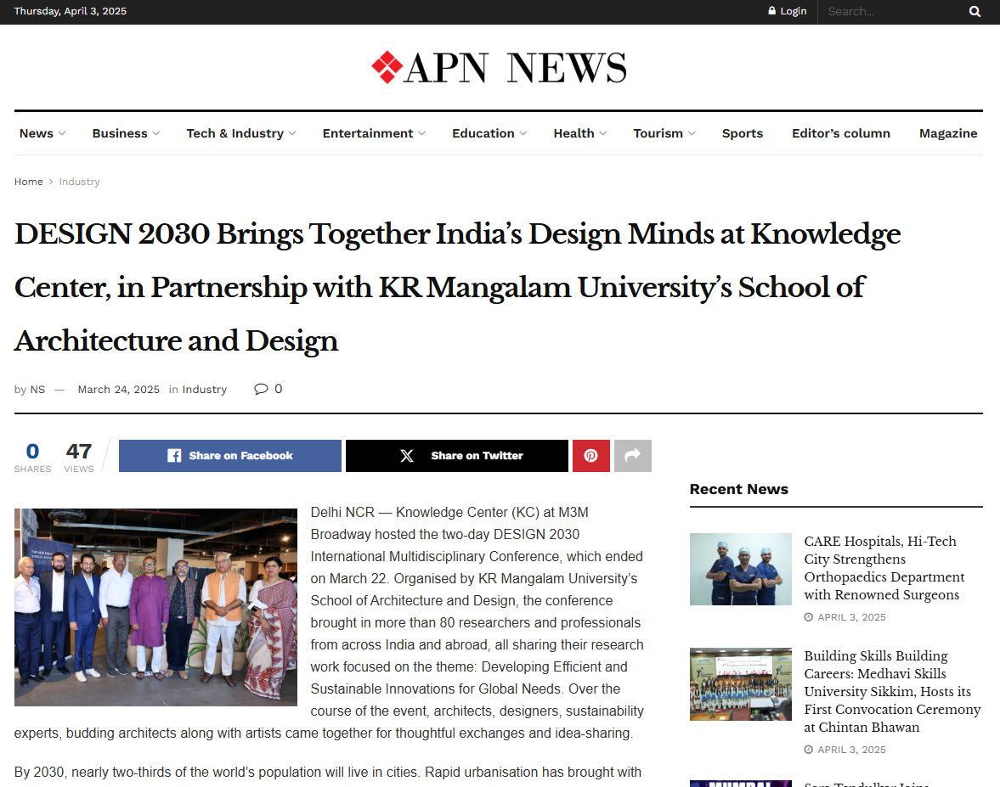 Thursday, April 3, 2025
Login
Search...
APN NEWS
News
Business
Tech & Industry
Entertainment
Education
Health
Tourism
Sports
Editor’s column
Magazine
Home > Industry
DESIGN 2030 Brings Together India’s Design Minds at Knowledge
Center, in Partnership with KR Mangalam University’s School of
Architecture and Design
by NS — March 24, 2025 in Industry 0
0
SHARES
47
VIEWS
Share on Facebook
Share on Twitter
Delhi NCR — Knowledge Center (KC) at M3M
Broadway hosted the two-day DESIGN 2030
International Multidisciplinary Conference, which ended
on March 22. Organised by KR Mangalam University’s
School of Architecture and Design, the conference
brought in more than 80 researchers and professionals
from across India and abroad, all sharing their research
work focused on the theme: Developing Efficient and
Sustainable Innovations for Global Needs. Over the
course of the event, architects, designers, sustainability
experts, budding architects along with artists came together for thoughtful exchanges and idea-sharing.
By 2030, nearly two-thirds of the world’s population will live in cities. Rapid urbanisation has brought with
Recent News
CARE Hospitals, Hi-Tech
City Strengthens
Orthopaedics Department
with Renowned Surgeons
APRIL 3, 2025
Building Skills Building
Careers: Medhavi Skills
University Sikkim, Hosts its
First Convocation Ceremony
at Chintan Bhawan
APRIL 3, 2025